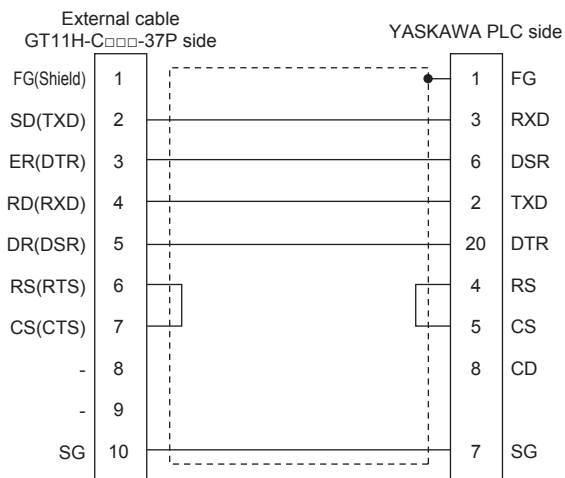 External cable
GT11H-C□□□-37P side
YASKAWA PLC side
FG(Shield) 1 1 FG
SD(TXD) 2 3 RXD
ER(DTR) 3 6 DSR
RD(RXD) 4 2 TXD
DR(DSR) 5 20 DTR
RS(RTS) 6 4 RS
CS(CTS) 7 5 CS
- 8 8 CD
- 9
SG 10 7 SG